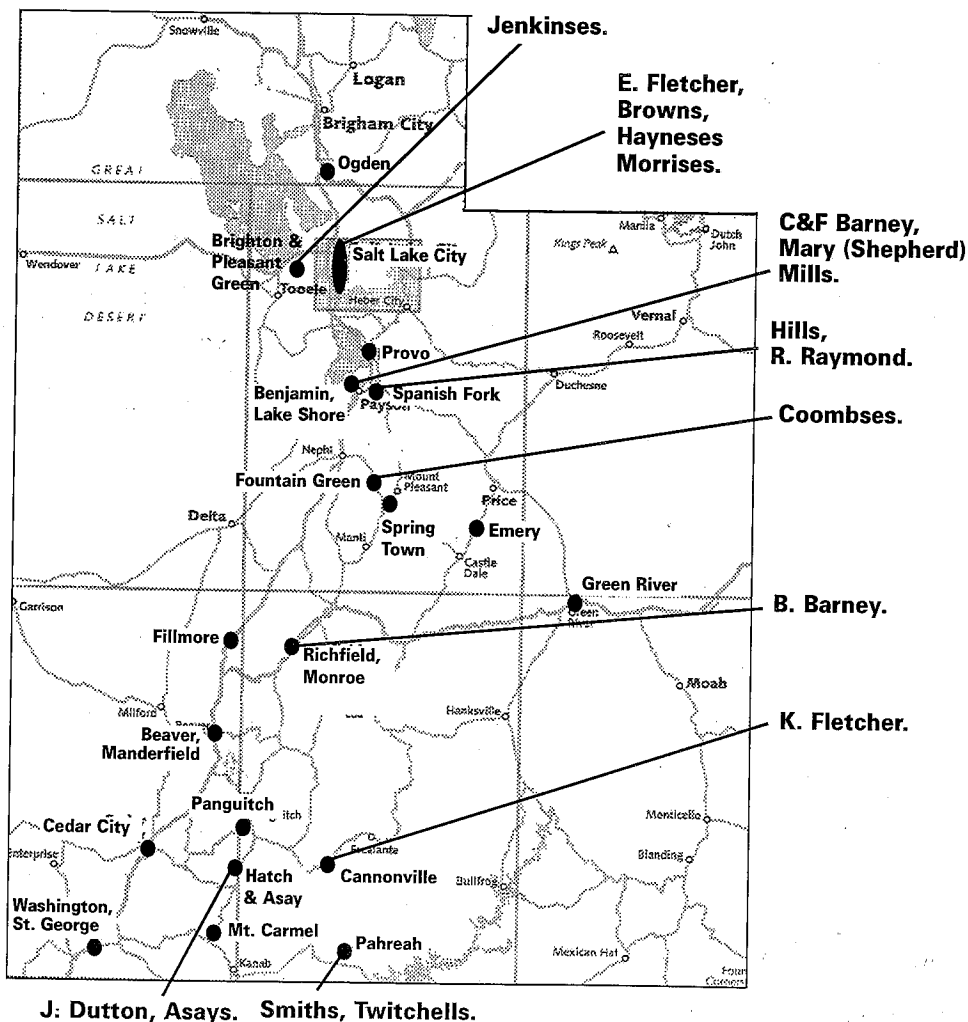 Jenkinses.
Snowville
Logan
E. Fletcher,
Browns,
Hayneses
Morrises.
Brigham City
Ogden
GREAT
SALT
LAKE
DESERT
C&F Barney,
Mary (Shepherd)
Mills.
Manila
Dutch
John
Kings Peak
Brighton &
Pleasant
Green
Salt Lake City
Wendover
Tooele
Heber City
Vernal
Roosevelt
Hills,
R. Raymond.
Provo
Duchesne
Benjamin,
Lake Shore
Payson
Spanish Fork
Coombses.
Nephi
Fountain Green
Mount
Pleasant
Price
Delta
Spring
Town
Manti
Emery
Castle
Dale
Green River
Green
River
Garrison
B. Barney.
Fillmore
Richfield,
Monroe
Moab
Milford
Hanksville
K. Fletcher.
Beaver,
Manderfield
Panguitch
itch
Cedar City
Monticello
Enterprise
Escalante
Blanding
Hatch
& Asay
Cannonville
Bullfrog
Washington,
St. George
Mt. Carmel
Pahreah
Mexican Hat
Kanab
Four
Corners
J: Dutton, Asays.
Smiths, Twitchells.